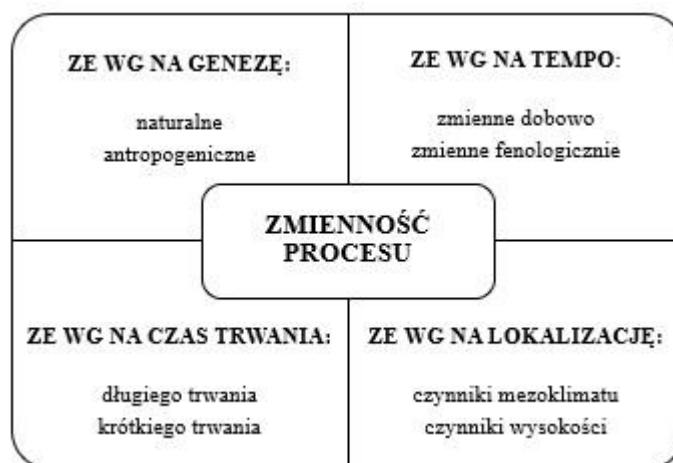 ZE WG NA GENEZĘ:
naturalne
antropogeniczne
ZE WG NA TEMPO:
zmienne dobowo
zmienne fenologicznie
ZMIENNOŚĆ
PROCESU
ZE WG NA CZAS TRWANIA:
długiego trwania
krótkiego trwania
ZE WG NA LOKALIZACJĘ:
czynniki mezoklimatu
czynniki wysokości